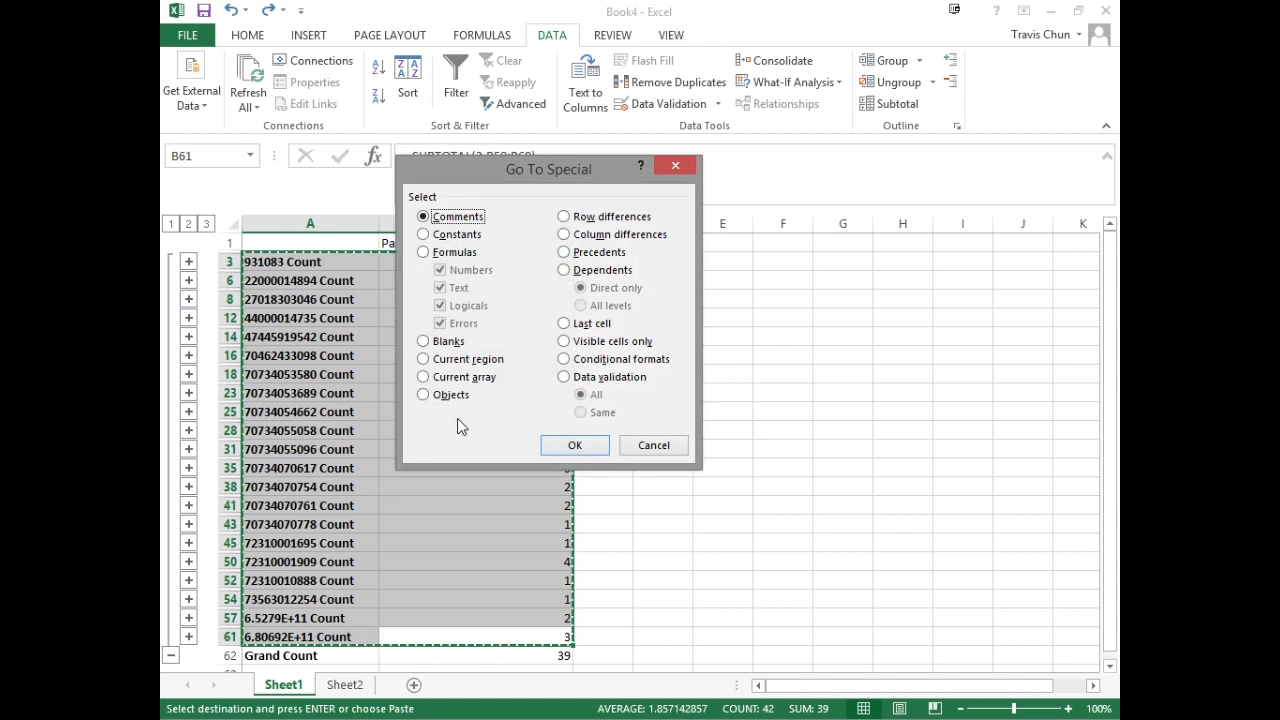 Book4 - Excel
FILE HOME INSERT PAGE LAYOUT FORMULAS DATA REVIEW VIEW Travis Chun
Get External Data
Refresh All
Connections
Properties
Edit Links
Connections
Sort
Filter
Clear
Reapply
Advanced
Sort & Filter
Text to Columns
Flash Fill
Remove Duplicates
Data Validation
Consolidate
What-If Analysis
Relationships
Data Tools
Group
Ungroup
Subtotal
Outline
B61 fx
Go To Special
Select
Comments
Constants
Formulas
Numbers
Text
Logicals
Errors
Blanks
Current region
Current array
Objects
Row differences
Column differences
Precedents
Dependents
Direct only
All levels
Last cell
Visible cells only
Conditional formats
Data validation
All
Same
OK Cancel
1 2 3 A E F G H I J K
1 Pa
3 931083 Count
6 22000014894 Count
8 27018303046 Count
12 44000014735 Count
14 47445919542 Count
16 70462433098 Count
18 70734053580 Count
23 70734053689 Count
25 70734054662 Count
28 70734055058 Count
31 70734055096 Count
35 70734070617 Count
38 70734070754 Count 2
41 70734070761 Count 2
43 70734070778 Count 1
45 72310001695 Count 1
50 72310001909 Count 4
52 72310010888 Count 1
54 73563012254 Count 1
57 6.5279E+11 Count 2
61 6.80692E+11 Count 3
62 Grand Count 39
Sheet1 Sheet2
Select destination and press ENTER or choose Paste AVERAGE: 1.857142857 COUNT: 42 SUM: 39 100%